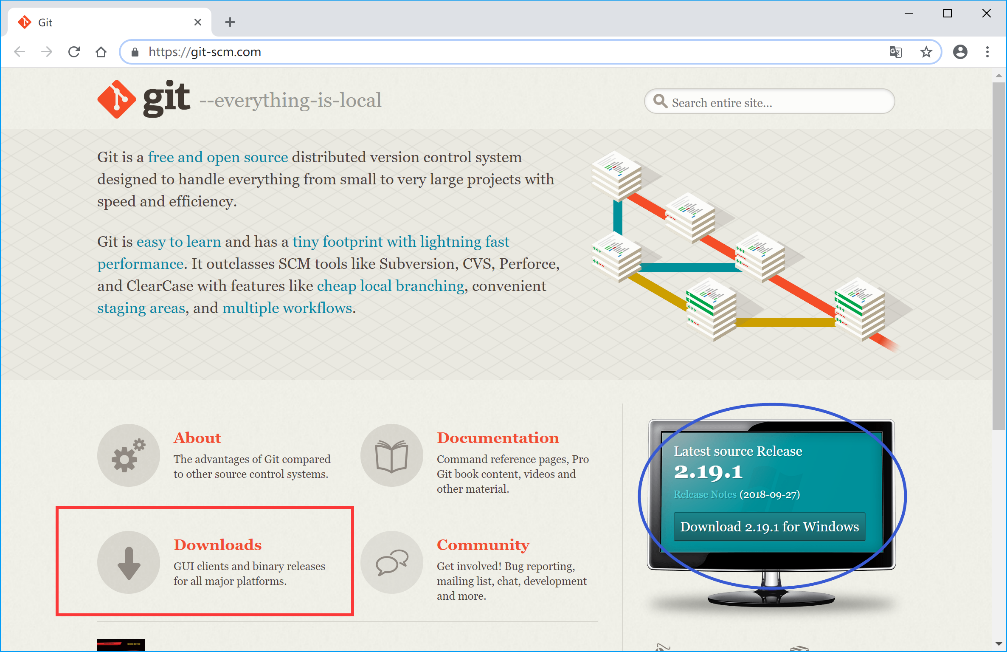 Git
https://git-scm.com
git --everything-is-local
Search entire site...
Git is a free and open source distributed version control system
designed to handle everything from small to very large projects with
speed and efficiency.
Git is easy to learn and has a tiny footprint with lightning fast
performance. It outclasses SCM tools like Subversion, CVS, Perforce,
and ClearCase with features like cheap local branching, convenient
staging areas, and multiple workflows.
About
The advantages of Git compared
to other source control systems.
Documentation
Command reference pages, Pro
Git book content, videos and
other material.
Downloads
GUI clients and binary releases
for all major platforms.
Community
Get involved! Bug reporting,
mailing list, chat, development
and more.
Latest source Release
2.19.1
Release Notes (2018-09-27)
Download 2.19.1 for Windows